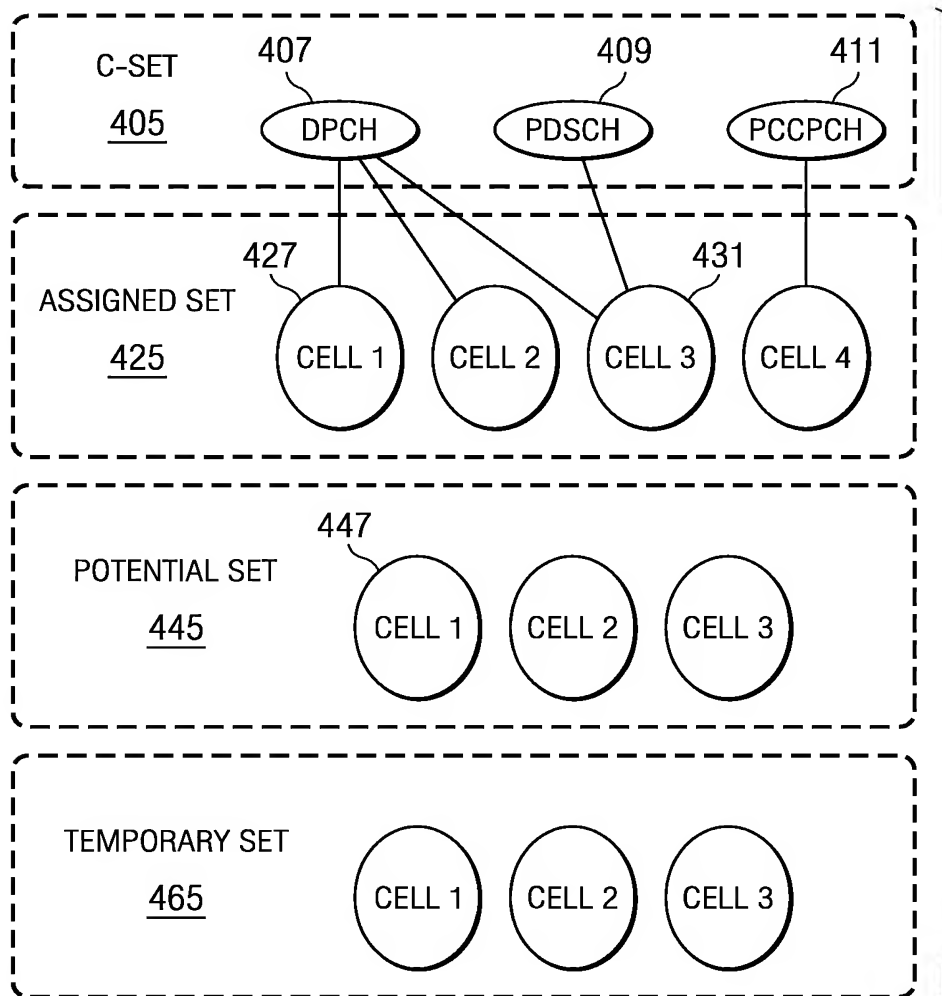 407
409
411
C-SET
405
DPCH
PDSCH
PCCPCH
427
431
ASSIGNED SET
425
CELL 1
CELL 2
CELL 3
CELL 4
447
POTENTIAL SET
445
CELL 1
CELL 2
CELL 3
TEMPORARY SET
465
CELL 1
CELL 2
CELL 3